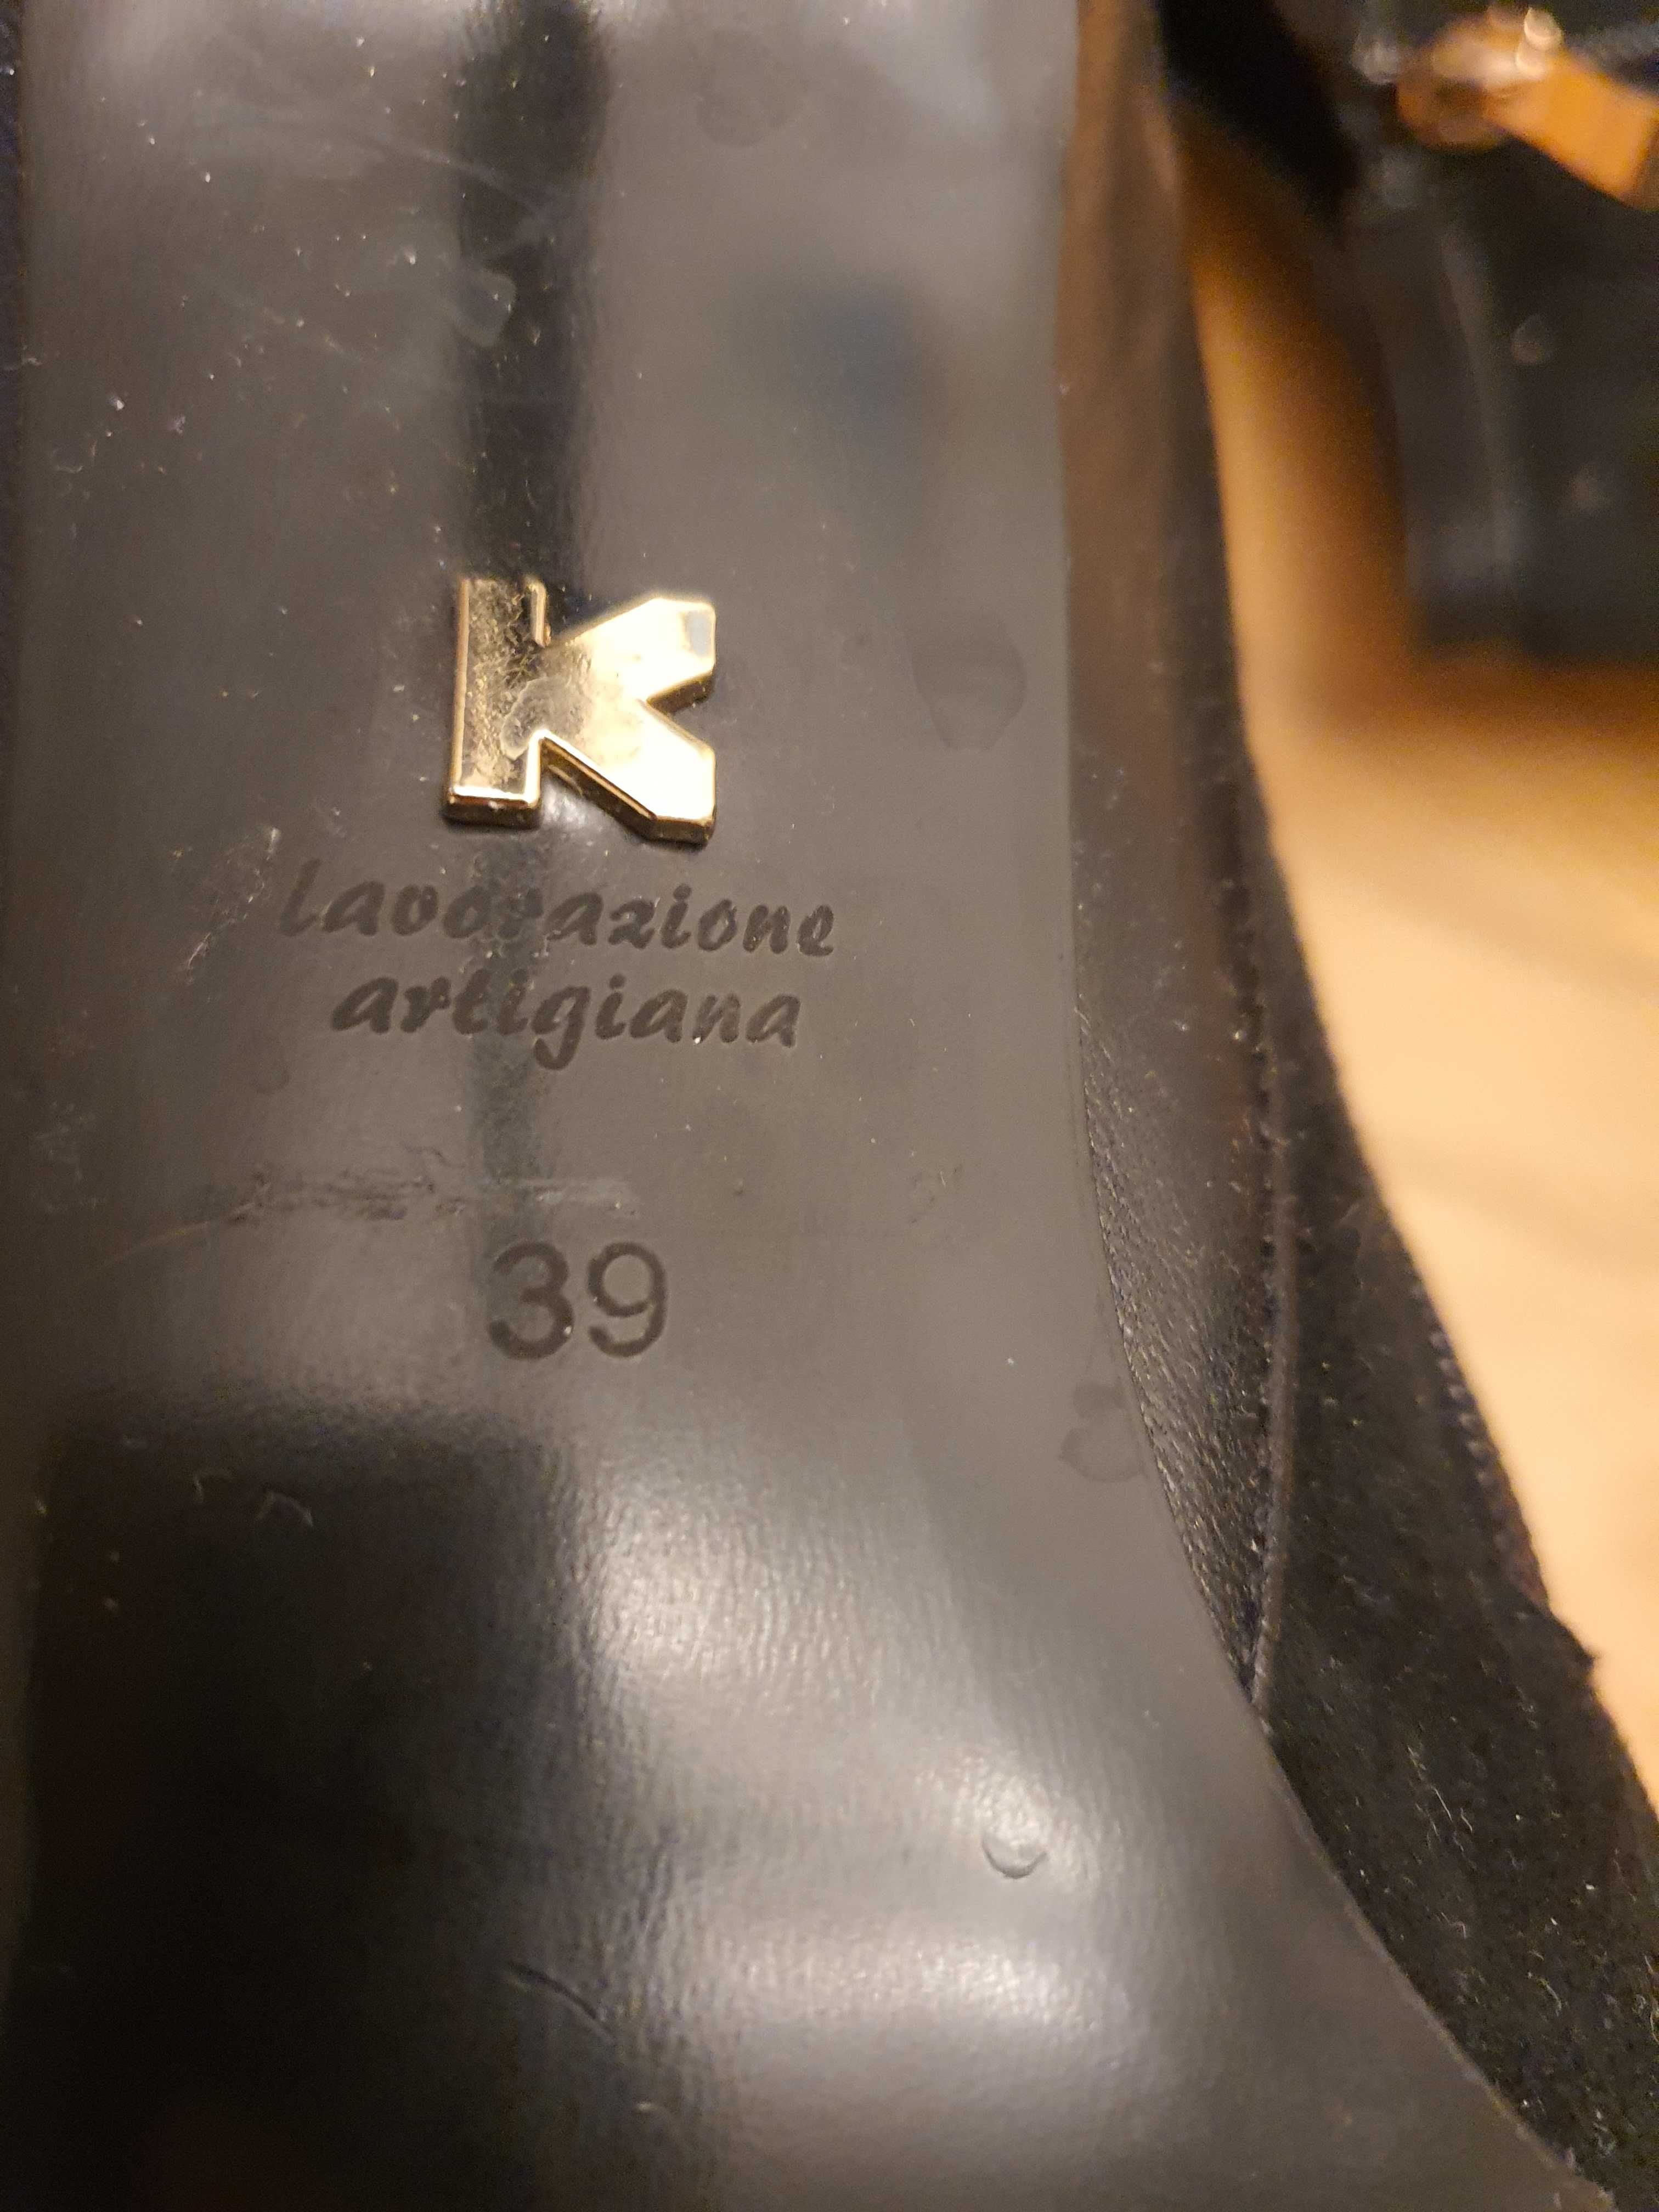 K
lavorazione
artigiana
39